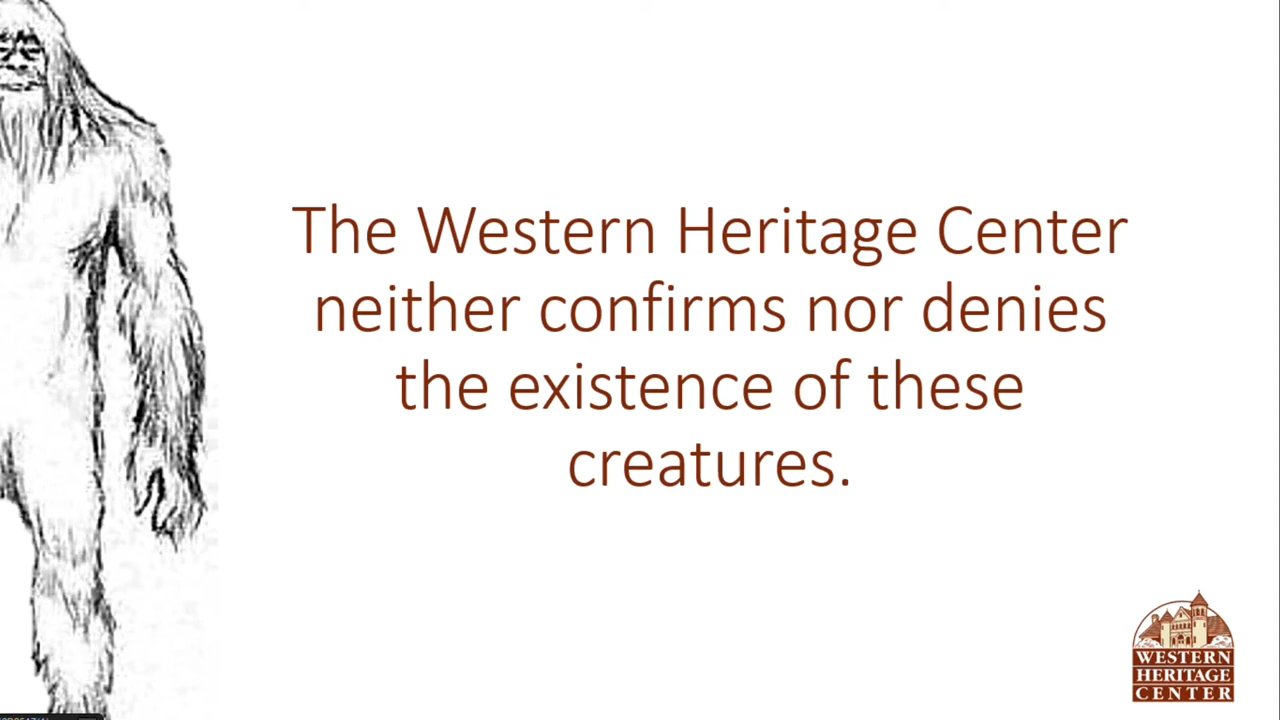 The Western Heritage Center
neither confirms nor denies
the existence of these
creatures.
WESTERN
HERITAGE
CENTER